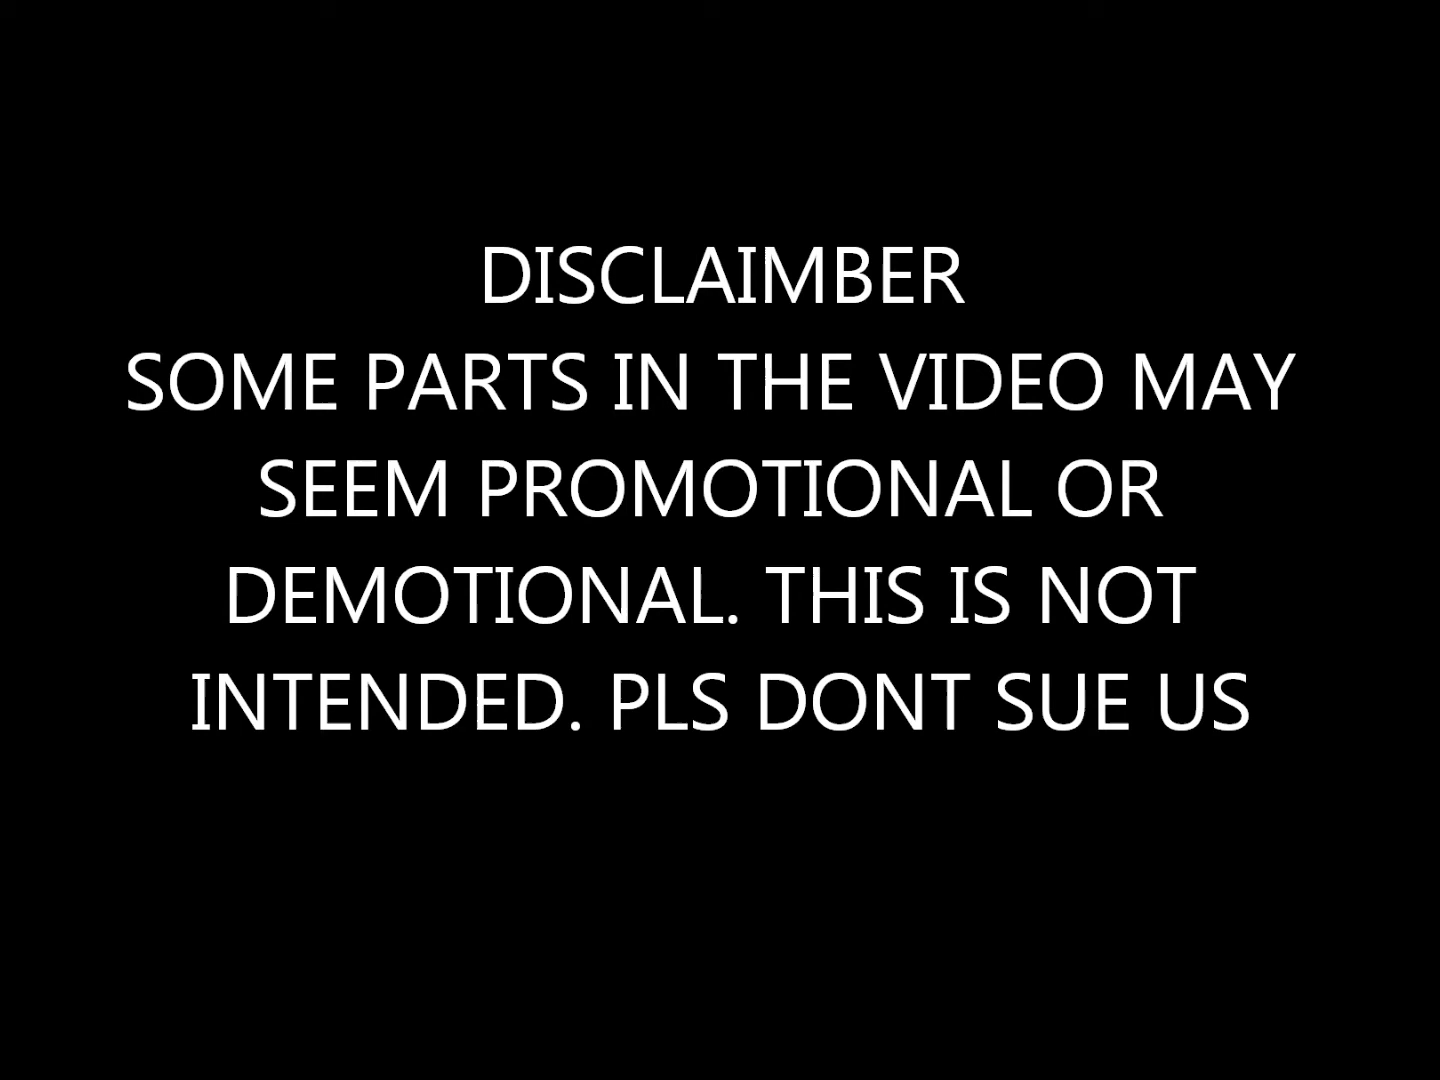 DISCLAIMBER
SOME PARTS IN THE VIDEO MAY
SEEM PROMOTIONAL OR
DEMOTIONAL. THIS IS NOT
INTENDED. PLS DONT SUE US